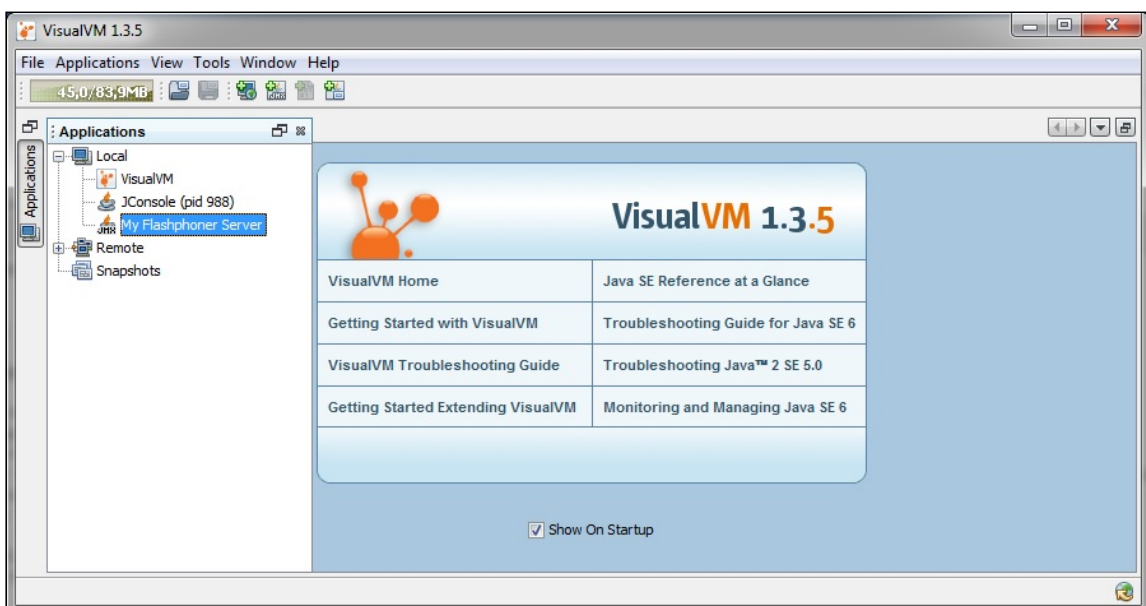 VisualVM 1.3.5
File Applications View Tools Window Help
45,0/83,9MB
Applications
Applications
Local
VisualVM
JConsole (pid 988)
JMX My Flashphoner Server
Remote
Snapshots
VisualVM 1.3.5
VisualVM Home
Java SE Reference at a Glance
Getting Started with VisualVM
Troubleshooting Guide for Java SE 6
VisualVM Troubleshooting Guide
Troubleshooting Java™ 2 SE 5.0
Getting Started Extending VisualVM
Monitoring and Managing Java SE 6
Show On Startup